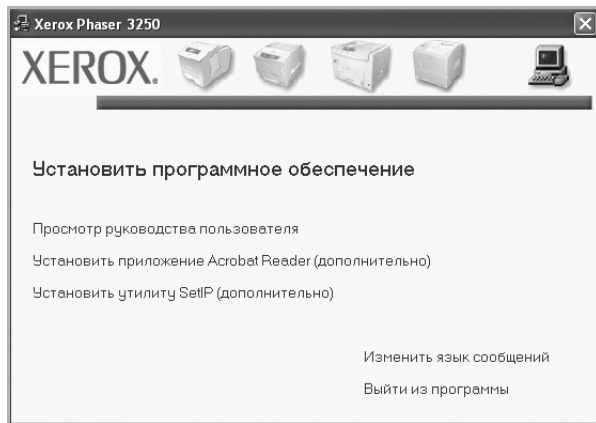 Xerox Phaser 3250
XEROX.
Установить программное обеспечение
Просмотр руководства пользователя
Установить приложение Acrobat Reader (дополнительно)
Установить утилиту SetIP (дополнительно)
Изменить язык сообщений
Выйти из программы